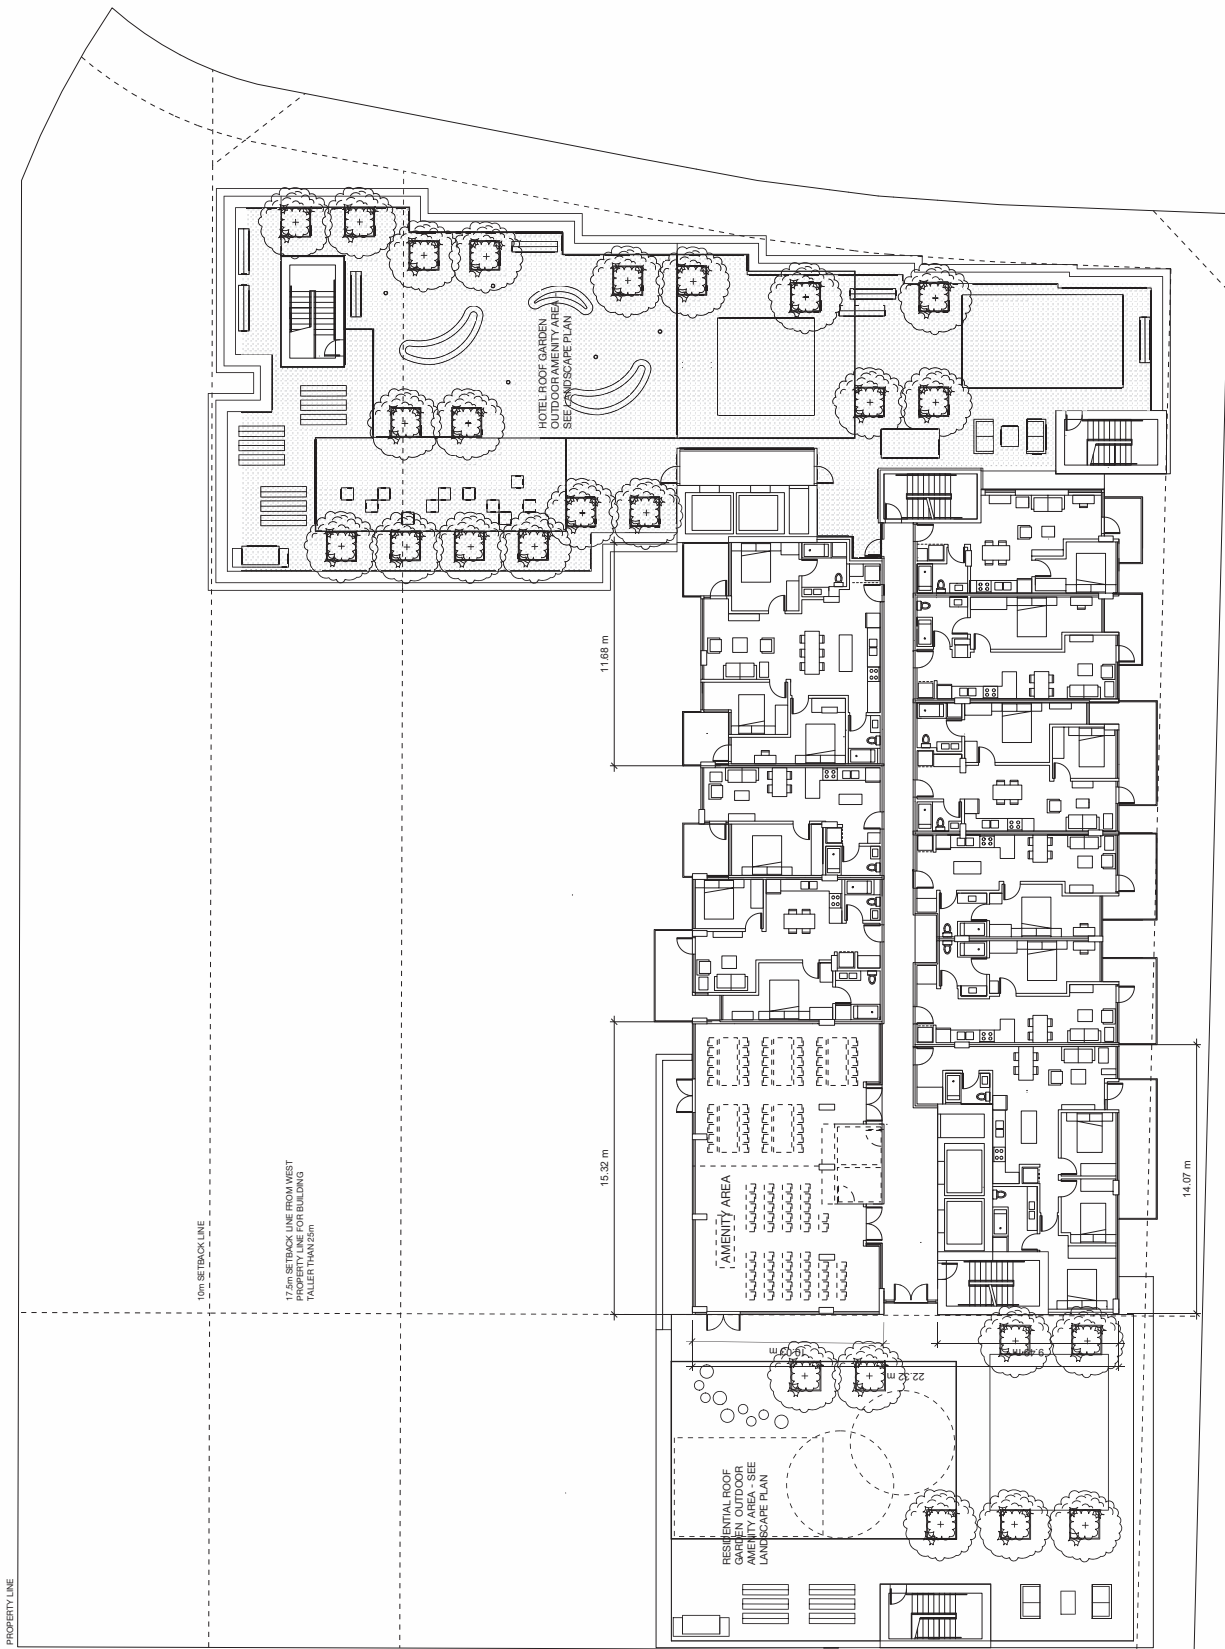 HOTEL ROOF GARDEN
OUTDOOR AMENITY AREA
SEE LANDSCAPE PLAN
11.68 m
15.32 m
AMENITY AREA
14.07 m
10m SETBACK LINE
17.5m SETBACK LINE FROM WEST
PROPERTY LINE FOR BUILDING
TALLER THAN 25m
22.32 m
RESIDENTIAL ROOF
GARDEN OUTDOOR
AMENITY AREA - SEE
LANDSCAPE PLAN
PROPERTY LINE